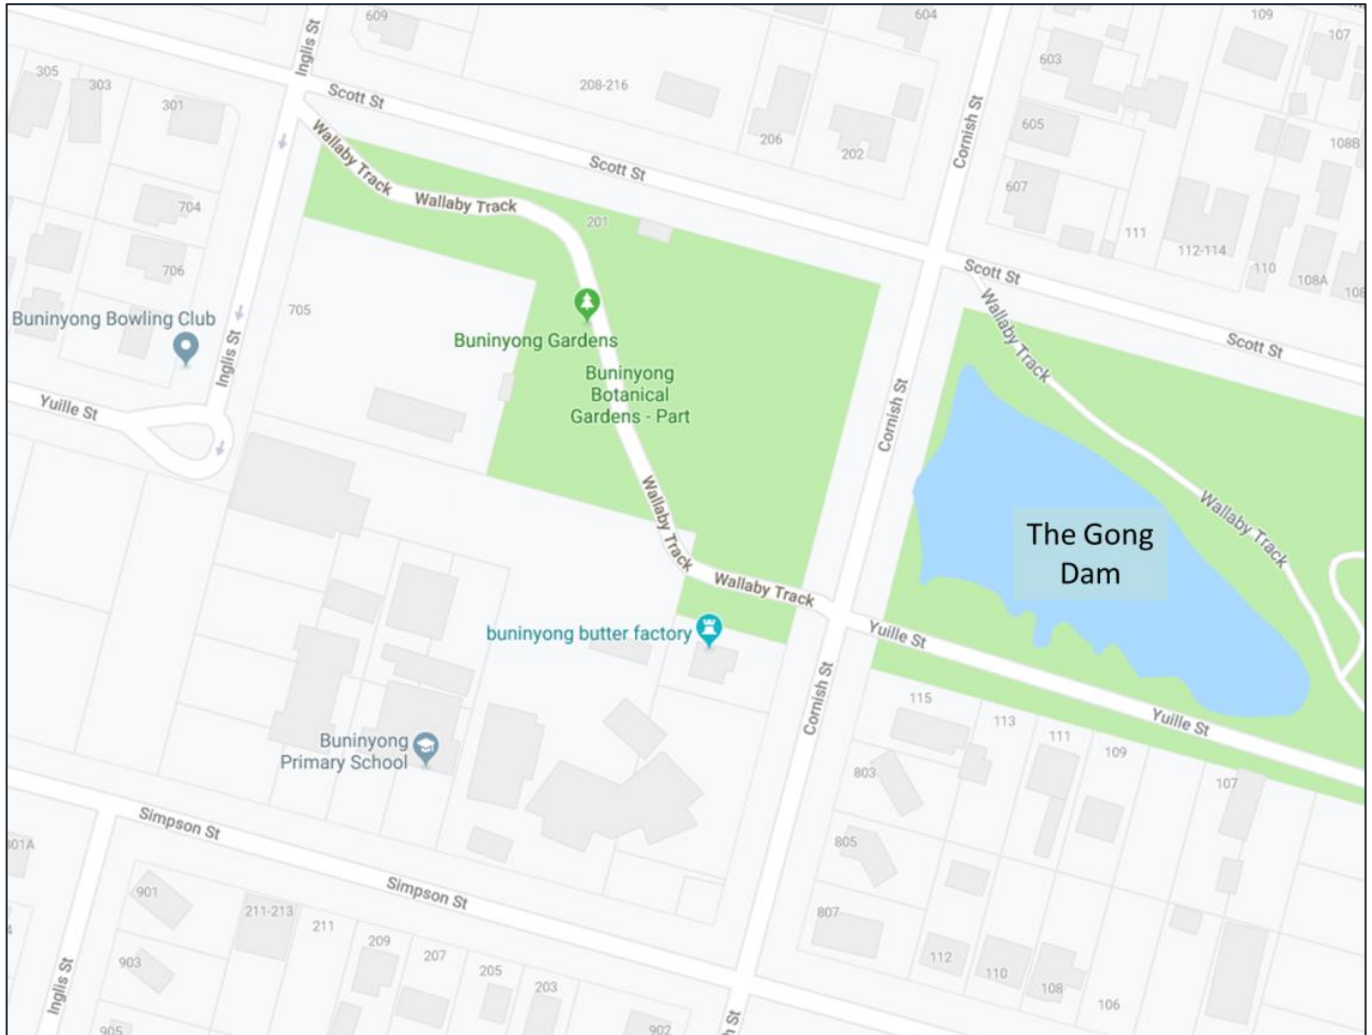 Inglis St
609
604
109
107
603
305
303
301
208-216
Scott St
605
108B
206
202
Cornish St
Wallaby Track
Scott St
607
704
Wallaby Track
201
111
112-114
706
Scott St
110
108A
108
705
Wallaby Track
Buninyong Bowling Club
Buninyong Gardens
Scott St
Inglis St
Buninyong
Botanical
Gardens - Part
Yuille St
Cornish St
Wallaby Track
Wallaby Track
The Gong
Dam
Wallaby Track
buninyong butter factory
Yuille St
Cornish St
115
113
111
109
107
Yuille St
Buninyong
Primary School
803
Simpson St
801A
805
901
Simpson St
211-213
211
209
207
205
203
807
112
110
108
106
903
Inglis St
905
902
St